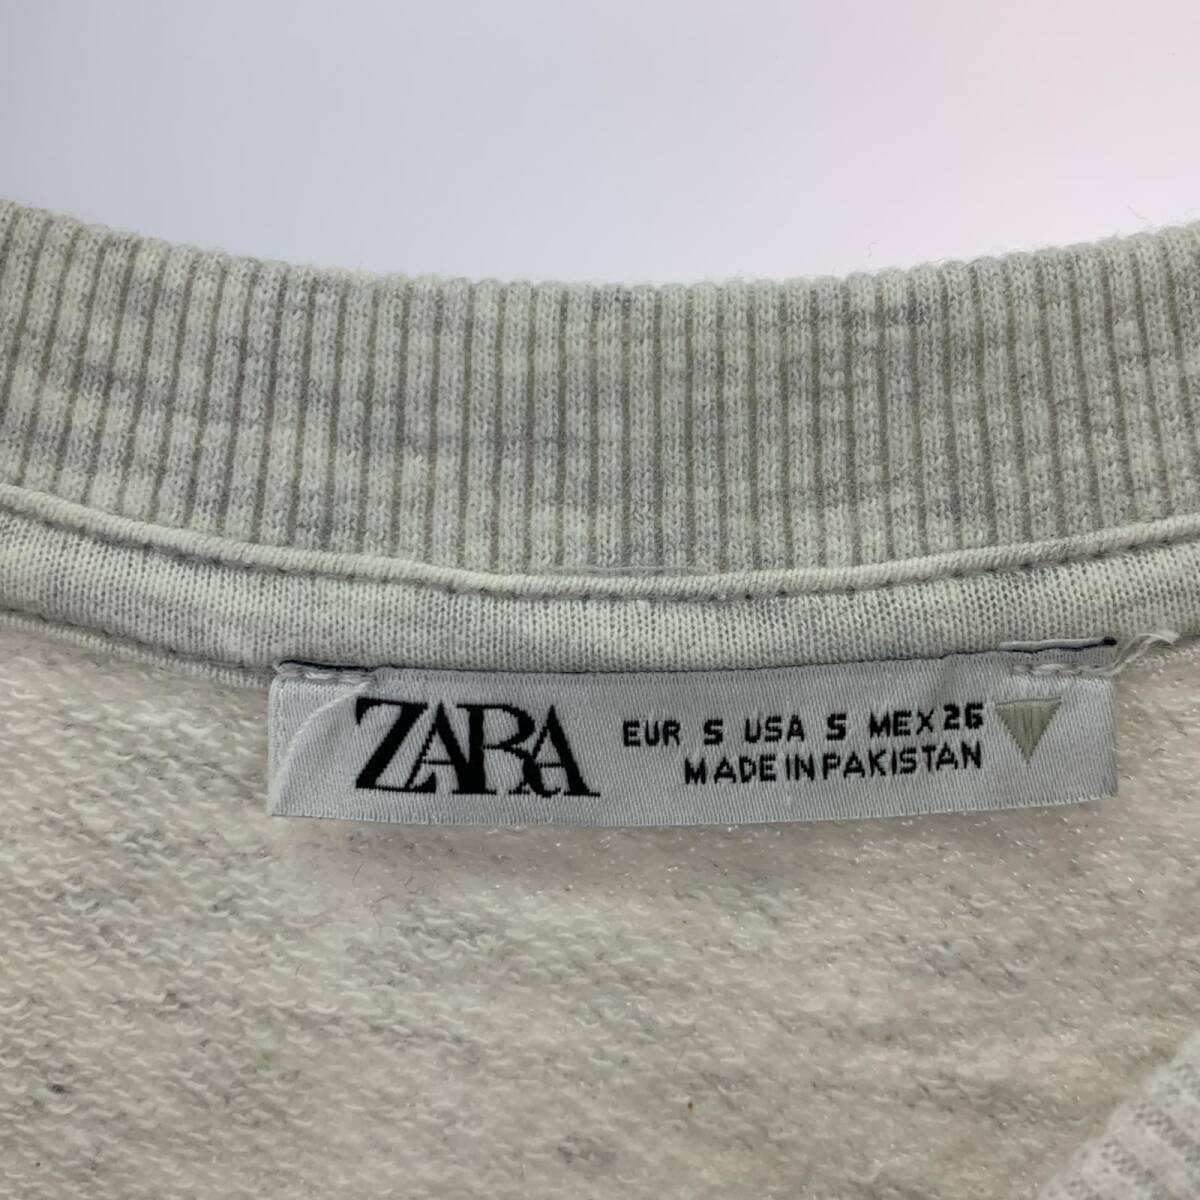 ZARA
EUR S USA S MEX 26
MADE IN PAKISTAN